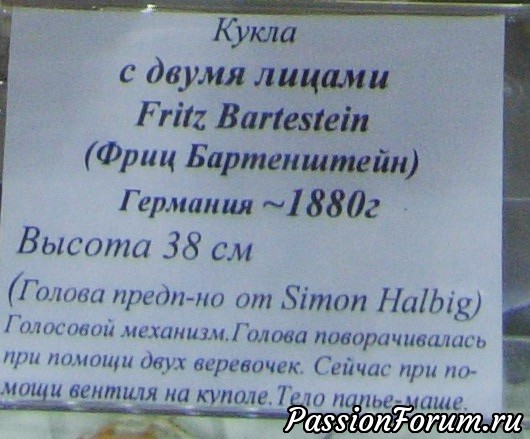 Кукла
с двумя лицами
Fritz Bartestein
(Фриц Бартенштейн)
Германия ~1880г
Высота 38 см
(Голова предп-но от Simon Halbig)
Голосовой механизм.Голова поворачивалась
при помощи двух веревочек. Сейчас при по-
мощи вентиля на куполе.Тело папье-маше.
PassionForum.ru